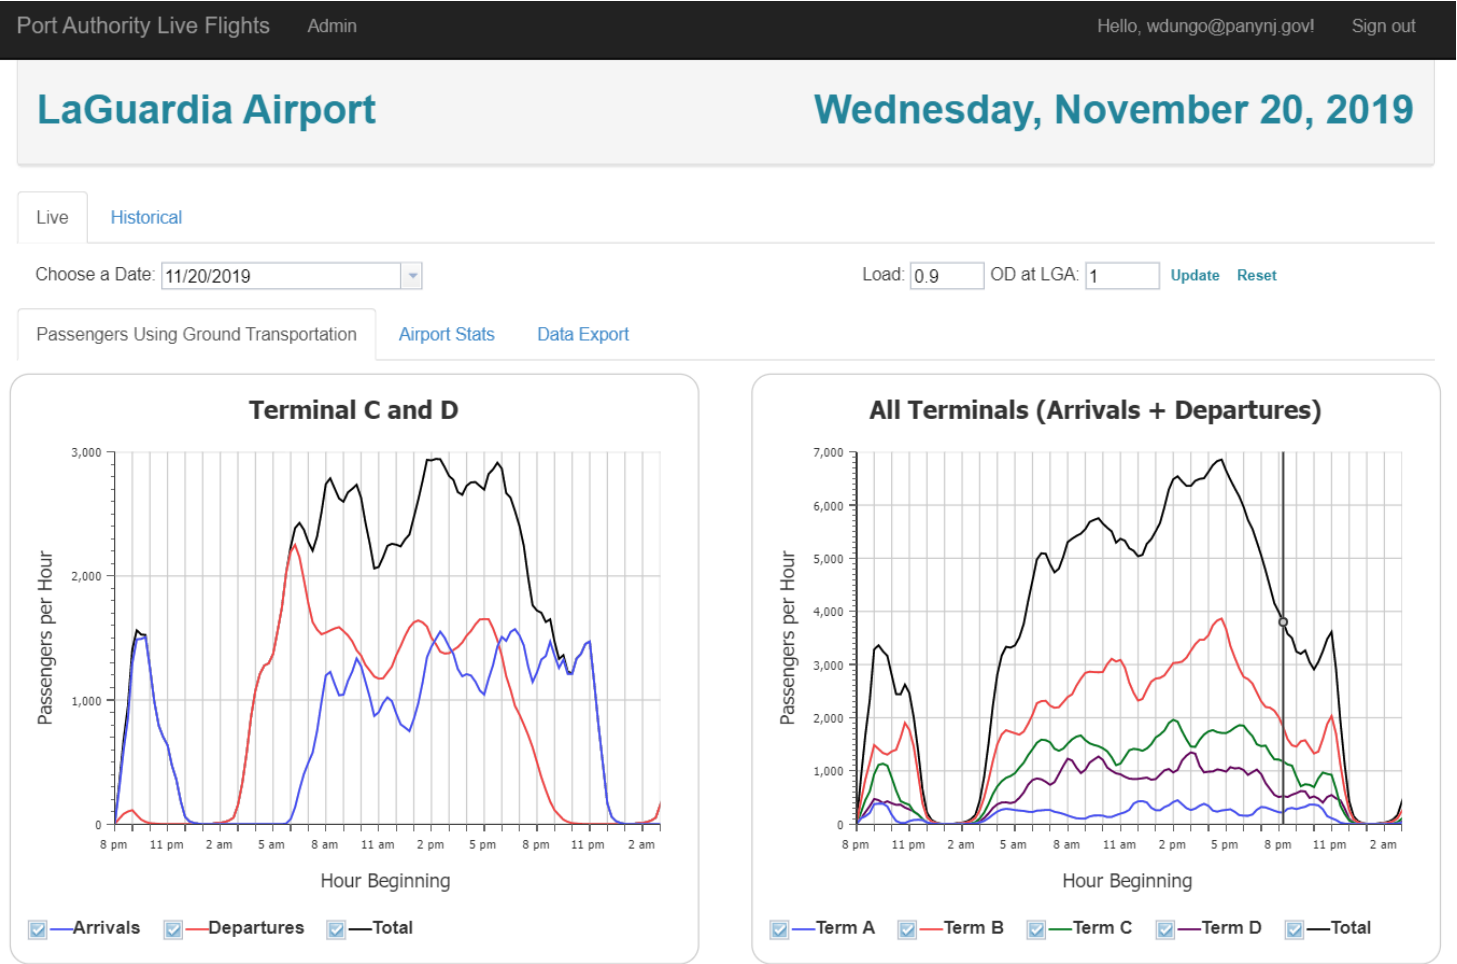 Port Authority Live Flights Admin Hello, wdungo@panynj.gov! Sign out
LaGuardia Airport Wednesday, November 20, 2019
Live Historical
Choose a Date: 11/20/2019 Load: 0.9 OD at LGA: 1 Update Reset
Passengers Using Ground Transportation Airport Stats Data Export
Terminal C and D
3,000
2,000
1,000
0
Passengers per Hour
8 pm 11 pm 2 am 5 am 8 am 11 am 2 pm 5 pm 8 pm 11 pm 2 am
Hour Beginning
Arrivals Departures Total
All Terminals (Arrivals + Departures)
7,000
6,000
5,000
4,000
3,000
2,000
1,000
0
Passengers per Hour
8 pm 11 pm 2 am 5 am 8 am 11 am 2 pm 5 pm 8 pm 11 pm 2 am
Hour Beginning
Term A Term B Term C Term D Total